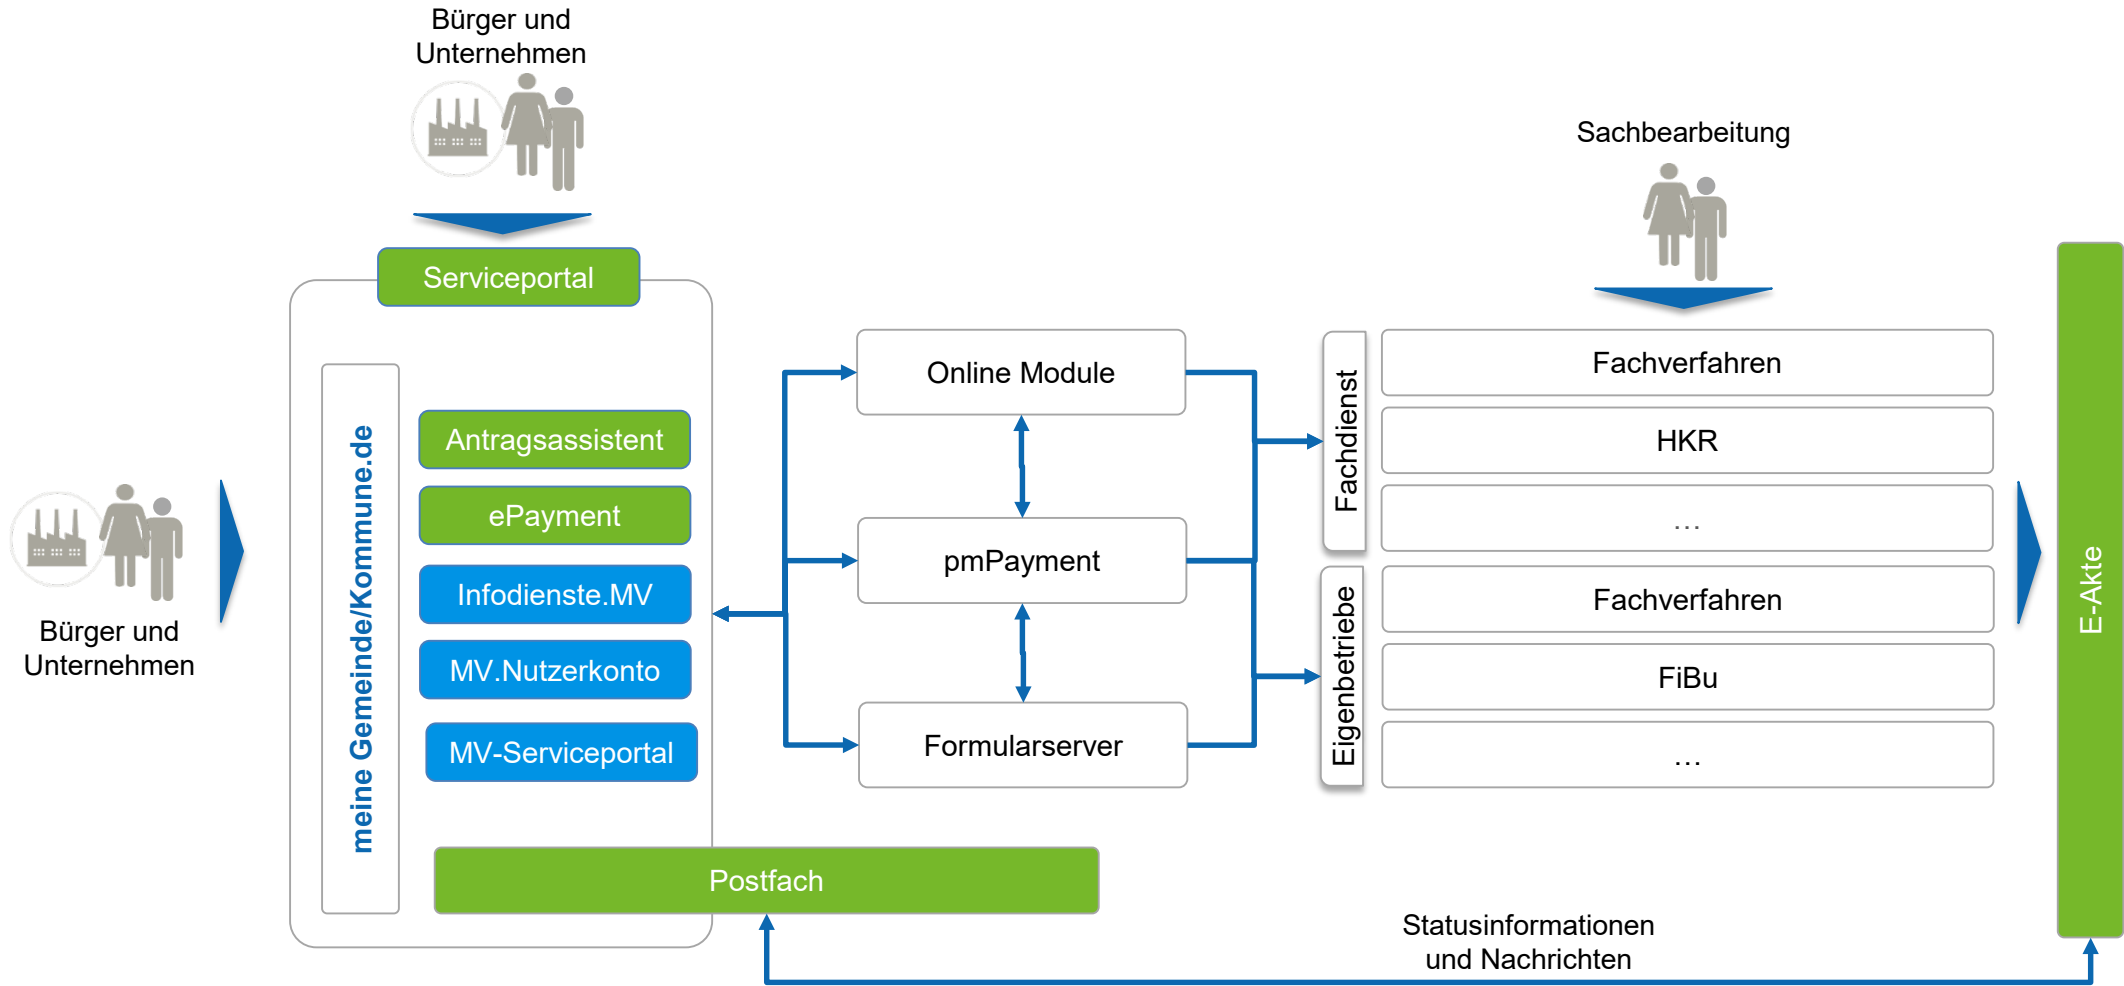 Bürger und
Unternehmen
Sachbearbeitung
Serviceportal
Bürger und
Unternehmen
meine Gemeinde/Kommune.de
Antragsassistent
ePayment
Infodienste.MV
MV.Nutzerkonto
MV-Serviceportal
Postfach
Online Module
pmPayment
Formularserver
Fachdienst
Fachverfahren
HKR
...
Eigenbetriebe
Fachverfahren
FiBu
...
E-Akte
Statusinformationen
und Nachrichten